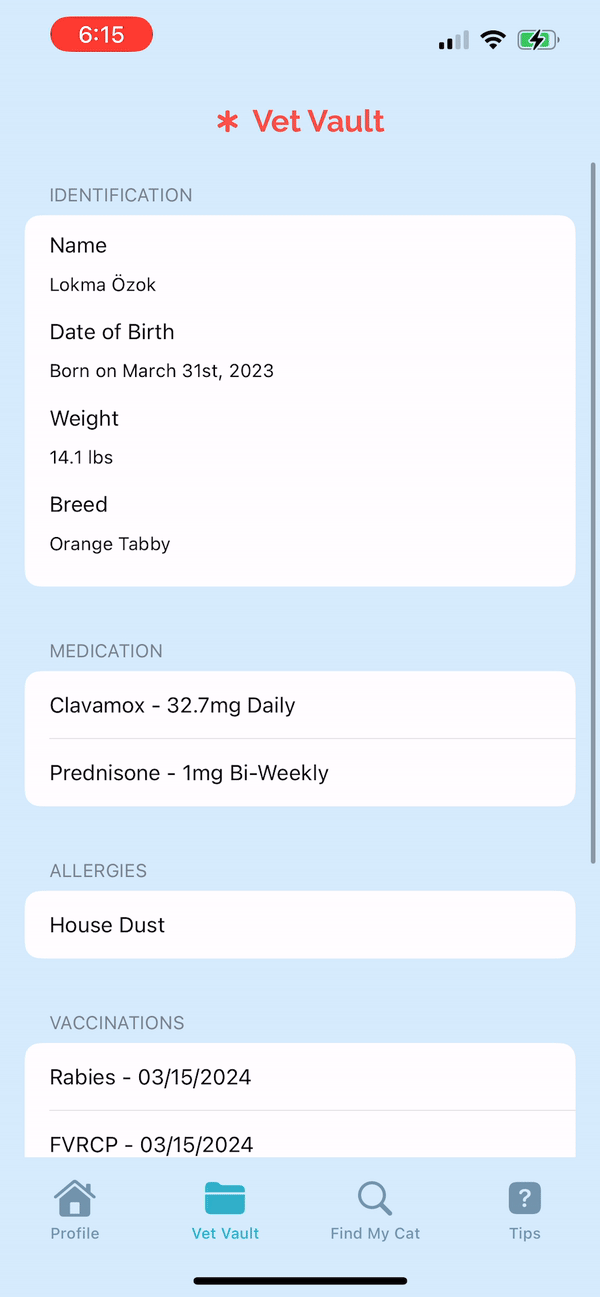 6:15
* Vet Vault
IDENTIFICATION
Name
Lokma Özok
Date of Birth
Born on March 31st, 2023
Weight
14.1 lbs
Breed
Orange Tabby
MEDICATION
Clavamox - 32.7mg Daily
Prednisone - 1mg Bi-Weekly
ALLERGIES
House Dust
VACCINATIONS
Rabies - 03/15/2024
FVRCP - 03/15/2024
?
Profile
Vet Vault
Find My Cat
Tips